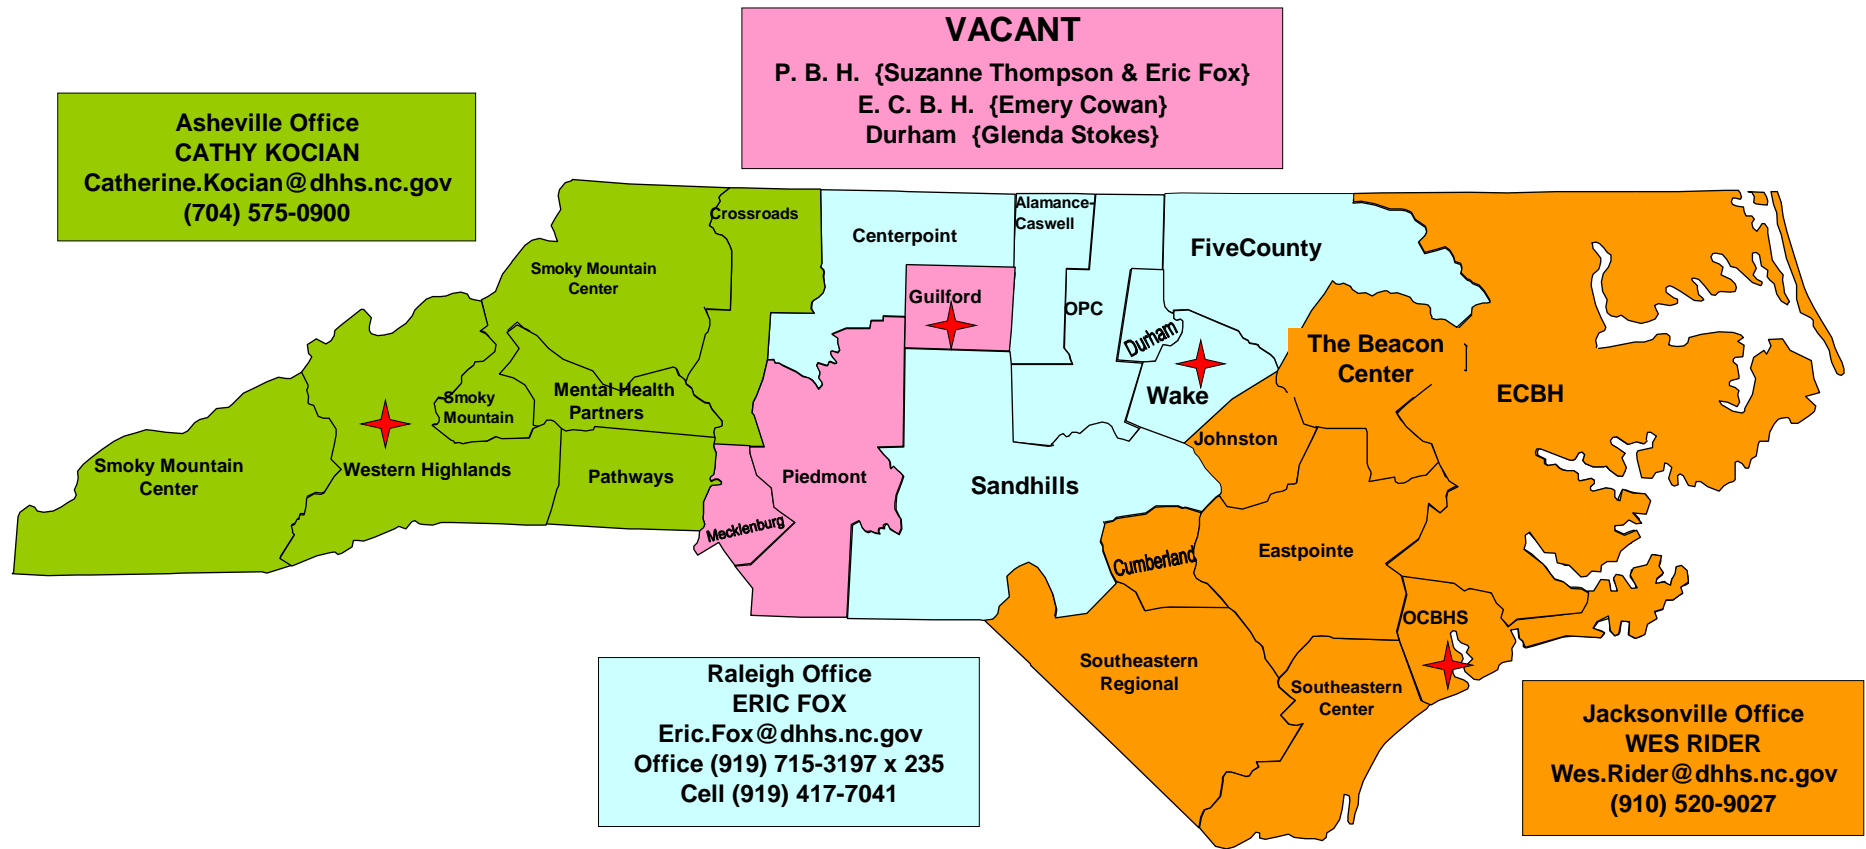 VACANT
P. B. H. {Suzanne Thompson & Eric Fox}
E. C. B. H. {Emery Cowan}
Durham {Glenda Stokes}
Asheville Office
CATHY KOCIAN
Catherine.Kocian@dhhs.nc.gov
(704) 575-0900
Crossroads
Alamance-
Caswell
Centerpoint
FiveCounty
Smoky Mountain
Center
Guilford
OPC
Durham
The Beacon
Center
ECBH
Wake
Mental Health
Partners
Smoky
Mountain
Johnston
Smoky Mountain
Center
Western Highlands
Pathways
Piedmont
Sandhills
Mecklenburg
Cumberland
Eastpointe
OCBHS
Southeastern
Regional
Southeastern
Center
Raleigh Office
ERIC FOX
Eric.Fox@dhhs.nc.gov
Office (919) 715-3197 x 235
Cell (919) 417-7041
Jacksonville Office
WES RIDER
Wes.Rider@dhhs.nc.gov
(910) 520-9027